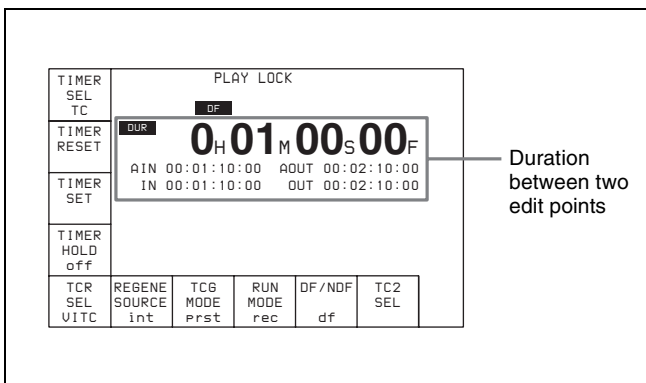 PLAY LOCK
DF
TIMER
SEL
TC
TIMER
RESET
TIMER
SET
TIMER
HOLD
off
DUR
0H01M00S00F
AIN 00:01:10:00 AOUT 00:02:10:00
IN 00:01:10:00 OUT 00:02:10:00
Duration
between two
edit points
TCR
SEL
VITC
REGENE
SOURCE
int
TCG
MODE
prst
RUN
MODE
rec
DF/NDF
df
TC2
SEL